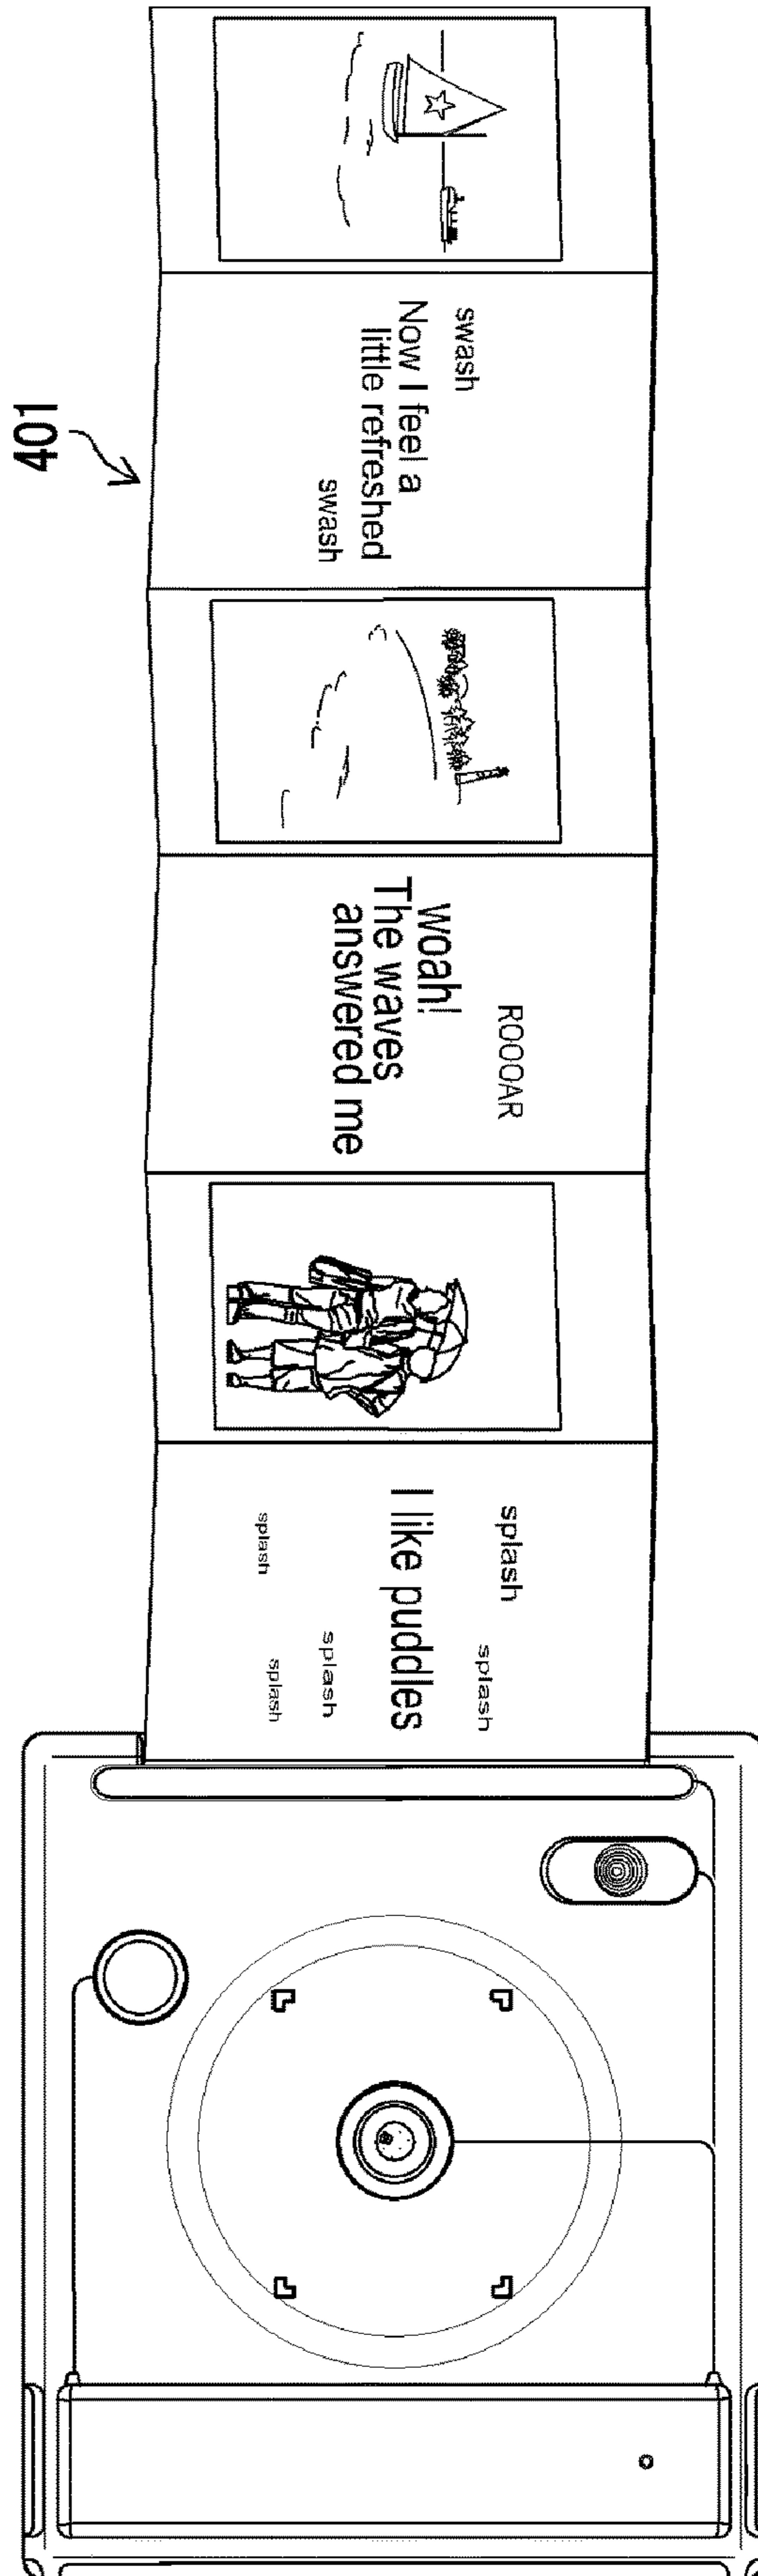 401
swash
Now I feel a
little refreshed
swash
ROOOAR
woah!
The waves
answered me
splash
splash
I like puddles
splash
splash
splash